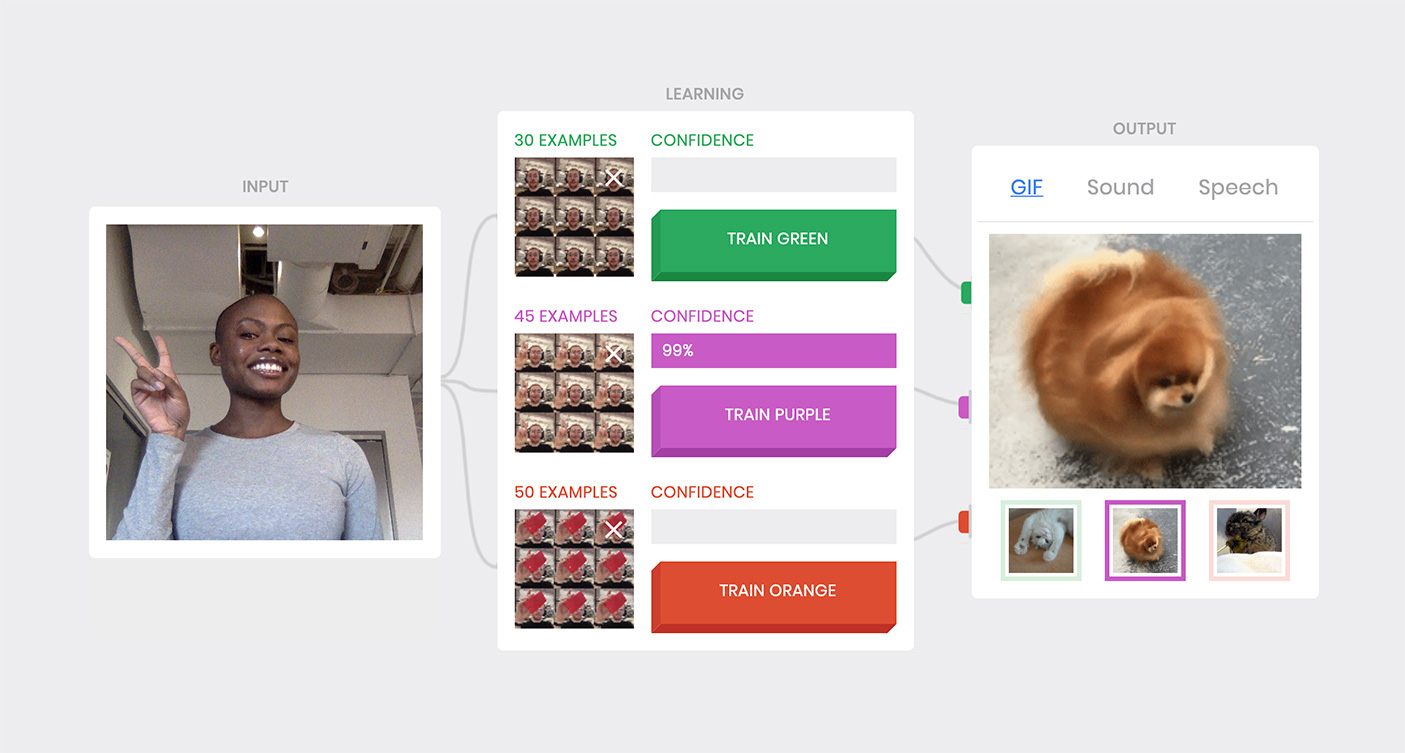 INPUT
LEARNING
30 EXAMPLES
CONFIDENCE
TRAIN GREEN
45 EXAMPLES
CONFIDENCE
99%
TRAIN PURPLE
50 EXAMPLES
CONFIDENCE
TRAIN ORANGE
OUTPUT
GIF Sound Speech